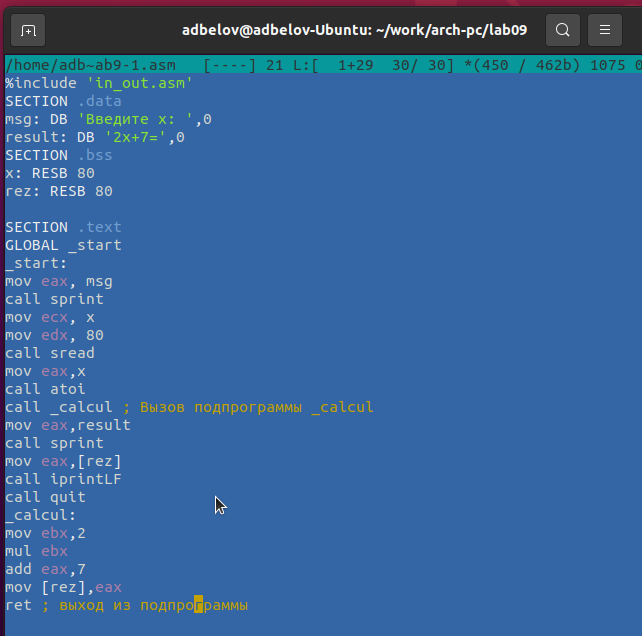 adbelov@adbelov-Ubuntu: ~/work/arch-pc/lab09
/home/adb~ab9-1.asm [----] 21 L:[ 1+29 30/ 30] *(450 / 462b) 1075 0
%include 'in_out.asm'
SECTION .data
msg: DB 'Введите x: ',0
result: DB '2x+7=',0
SECTION .bss
x: RESB 80
rez: RESB 80
SECTION .text
GLOBAL _start
_start:
mov eax, msg
call sprint
mov ecx, x
mov edx, 80
call sread
mov eax,x
call atoi
call _calcul ; Вызов подпрограммы _calcul
mov eax,result
call sprint
mov eax,[rez]
call iprintLF
call quit
_calcul:
mov ebx,2
mul ebx
add eax,7
mov [rez],eax
ret ; выход из подпрограммы